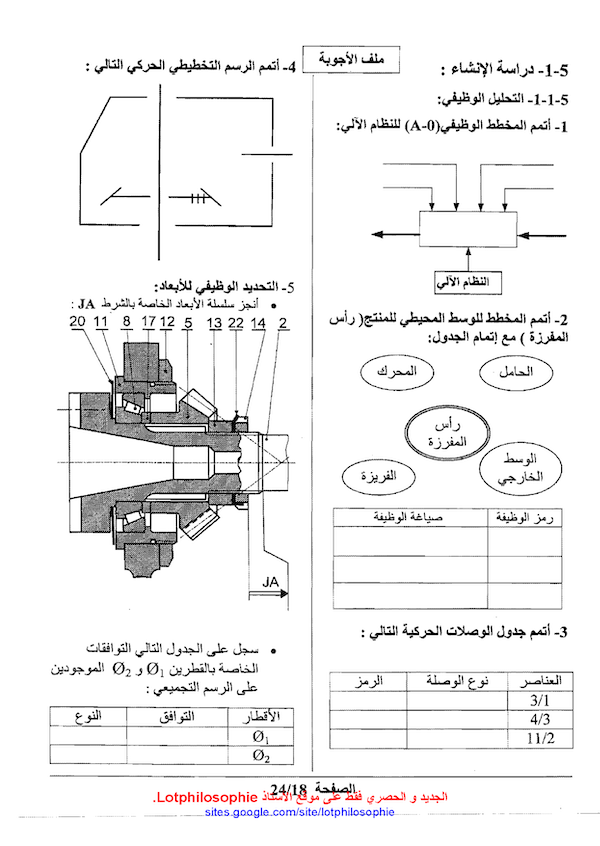 ملف الأجوبة
5-1- دراسة الإنشاء :
5-1-1- التحليل الوظيفي:
1- أتمم المخطط الوظيفي(A-0) للنظام الآلي:
النظام الآلي
2- أتمم المخطط للوسط المحيطي للمنتج( رأس
المفرزة ) مع إتمام الجدول:
المحرك
الحامل
رأس
المفرزة
الفريزة
الوسط
الخارجي
رمز الوظيفة
صياغة الوظيفة
3- أتمم جدول الوصلات الحركية التالي :
العناصر
نوع الوصلة
الرمز
3/1
4/3
11/2
4- أتمم الرسم التخطيطي الحركي التالي :
5- التحديد الوظيفي للأبعاد:
• أنجز سلسلة الأبعاد الخاصة بالشرط JA :
20 11 8 17 12 5 13 22 14 2
JA
• سجل على الجدول التالي التوافقات
الخاصة بالقطرين Ø1 و Ø2 الموجودين
على الرسم التجميعي :
الأقطار
التوافق
النوع
Ø1
Ø2
الصفحة 24/18
الجديد و الحصري فقط على موقع الأستاذ Lotphilosophie.
sites.google.com/site/lotphilosophie